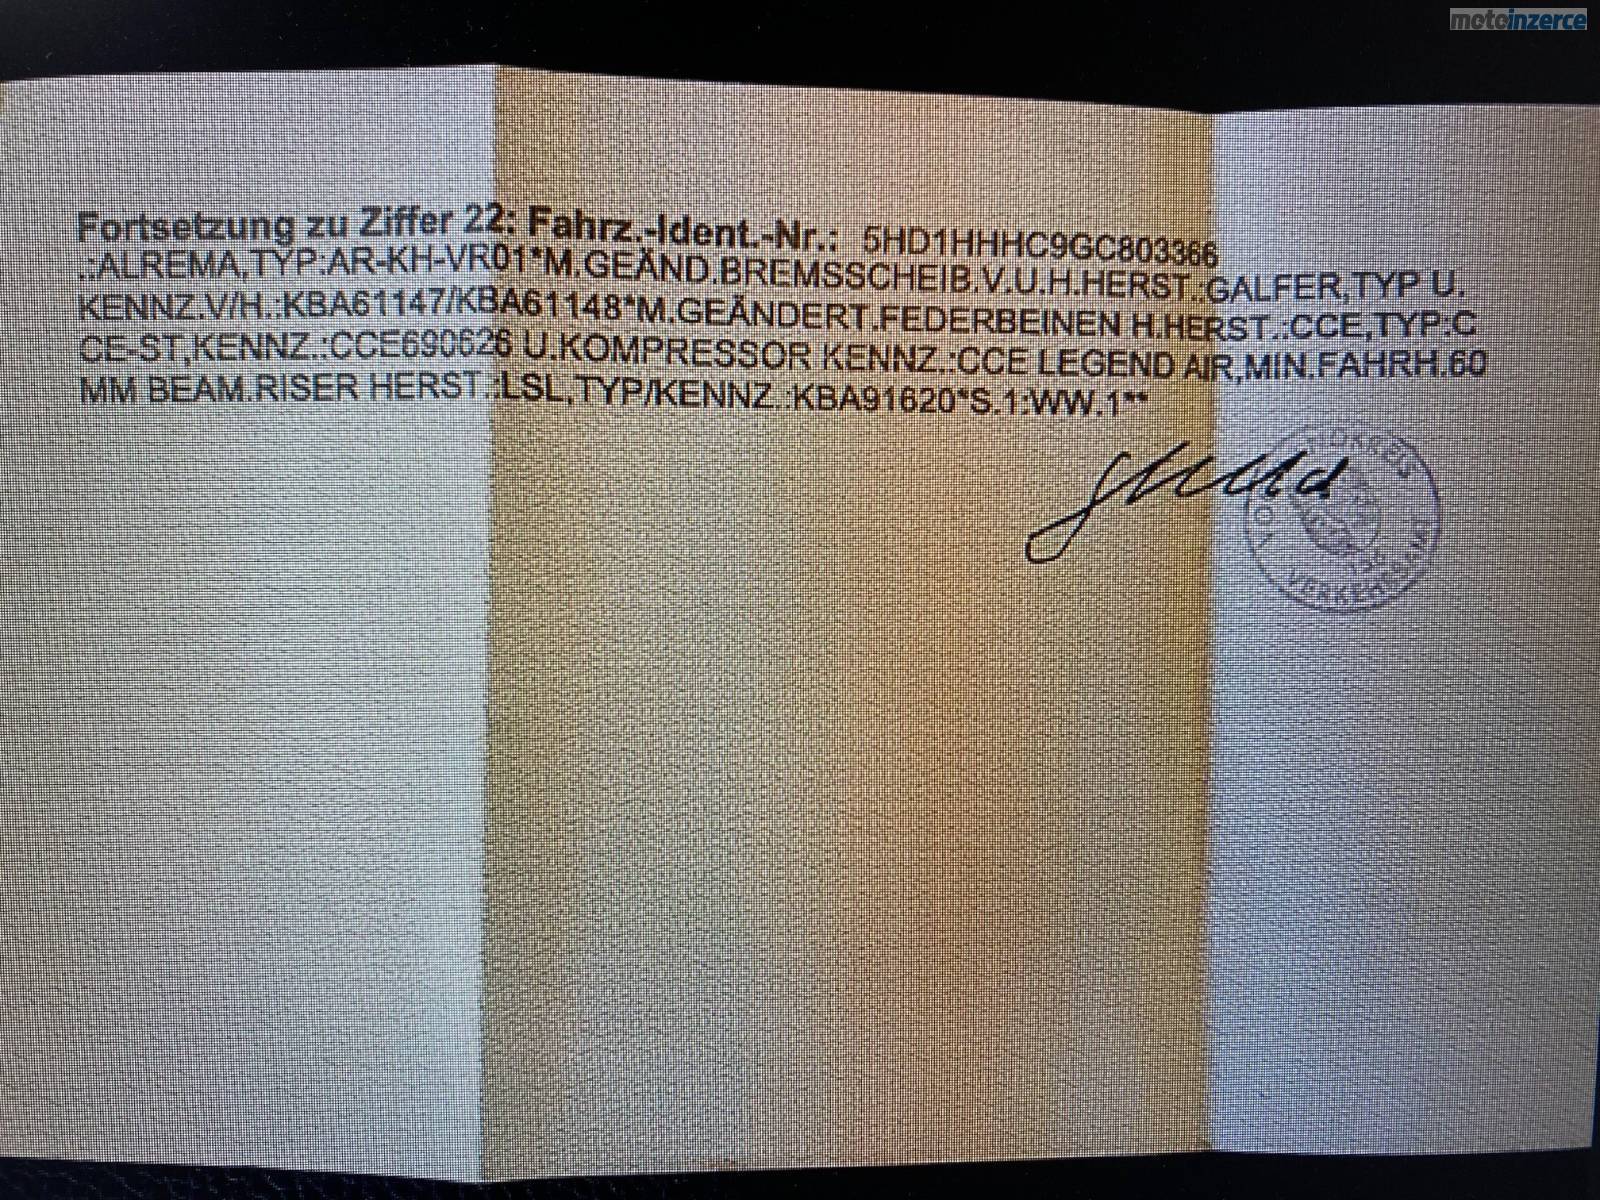 motoinzerce
Fortsetzung zu Ziffer 22: Fahrz.-Ident.-Nr.: 5HD1HHHC9GC803366
.:ALREMA,TYP:AR-KH-VR01*M.GEÄND.BREMSSCHEIB.V.U.H.HERST.:GALFER,TYP U.
KENNZ.V/H.:KBA61147/KBA61148*M.GEÄNDERT.FEDERBEINEN H.HERST.:CCE,TYP:C
CE-ST,KENNZ.:CCE690626 U.KOMPRESSOR KENNZ.:CCE LEGEND AIR,MIN.FAHRH.60
MM BEAM.RISER HERST.:LSL,TYP/KENNZ.:KBA91620*S.1:WW.1**
VERKEHRSAMT